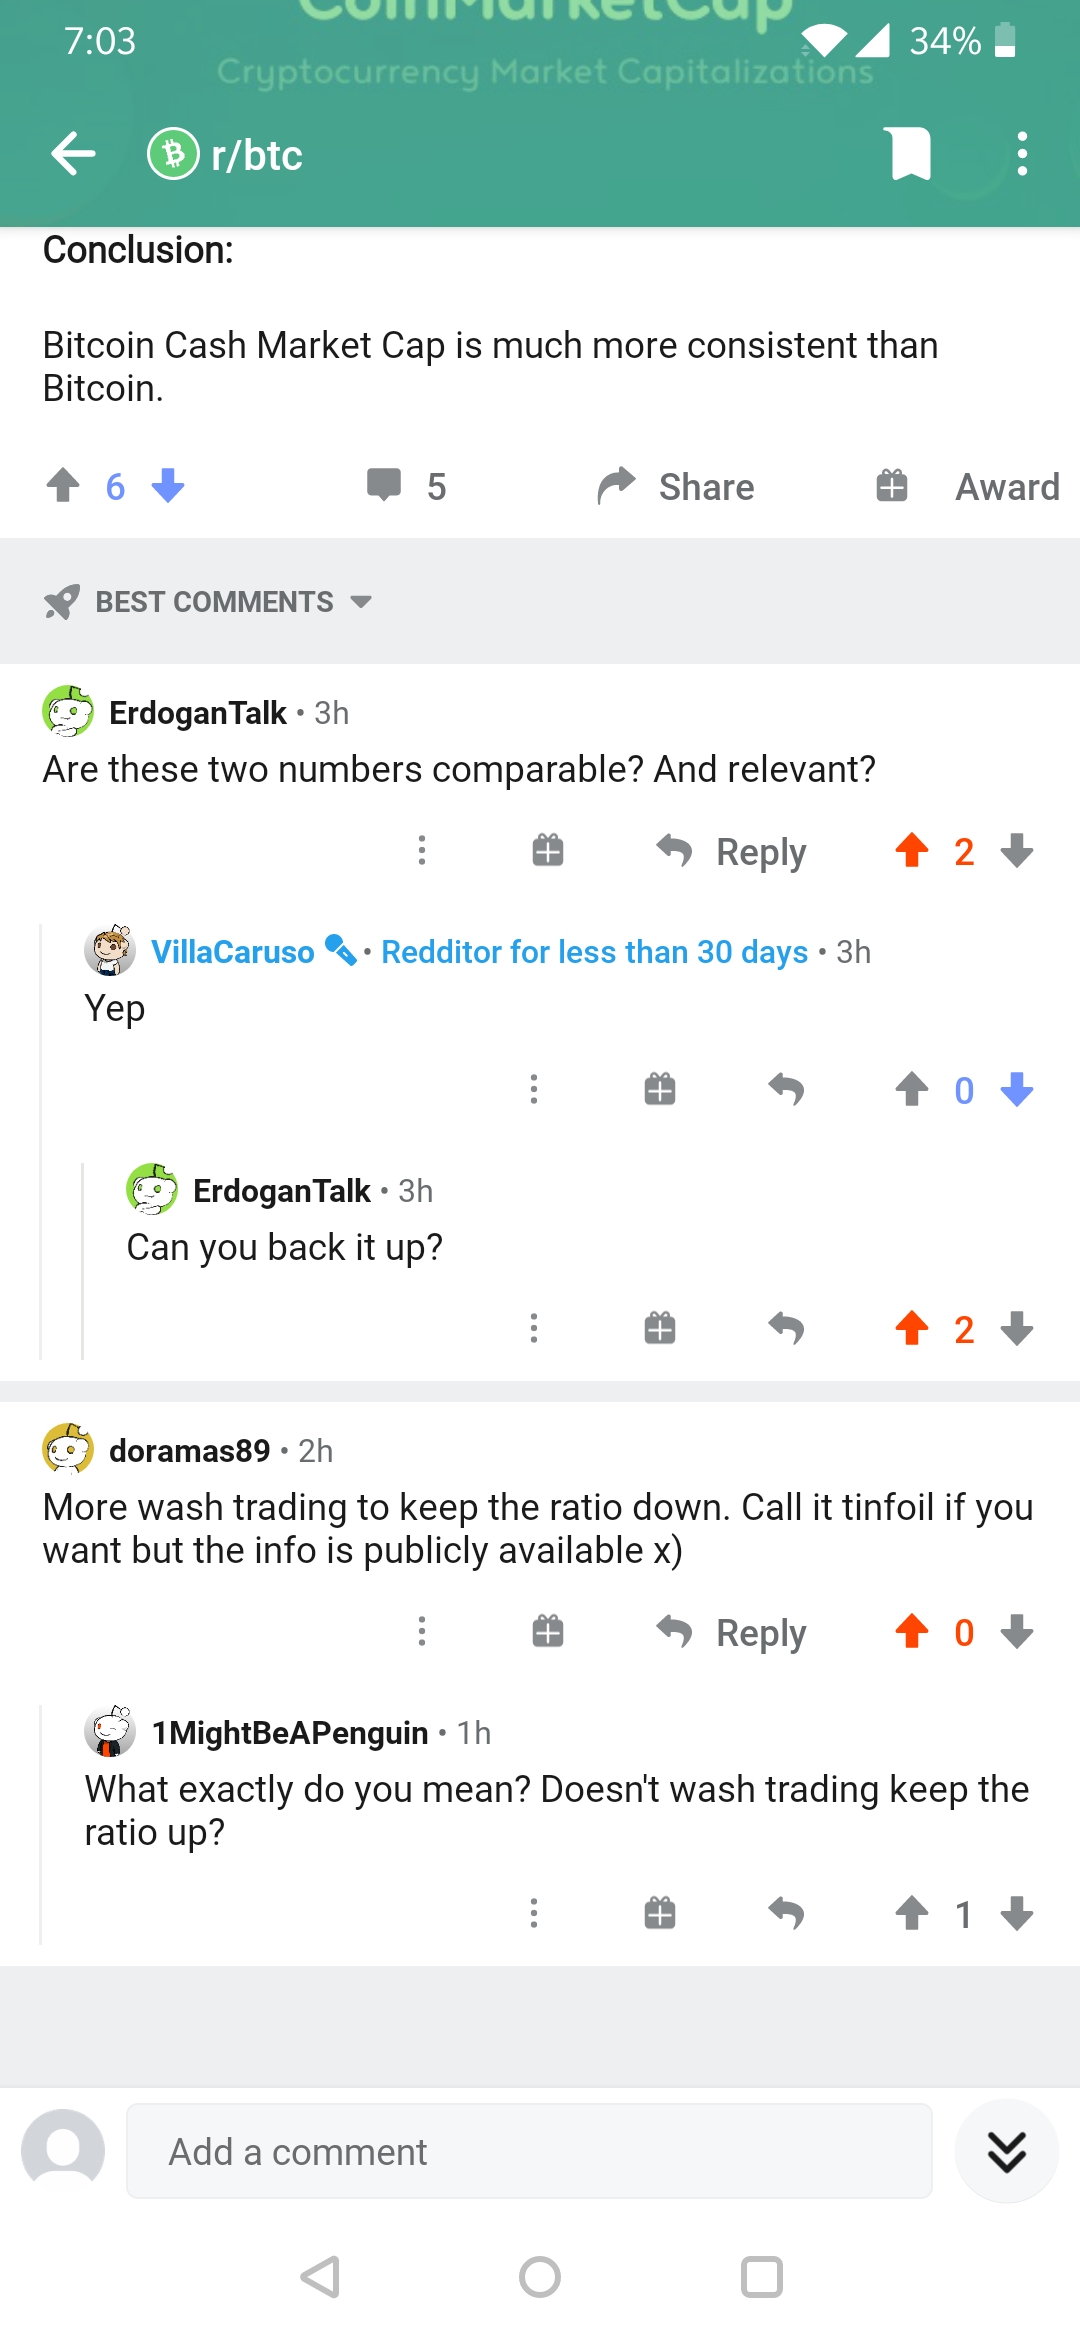 CoinMarketCap
7:03
34%
Cryptocurrency Market Capitalizations
r/btc
Conclusion:
Bitcoin Cash Market Cap is much more consistent than
Bitcoin.
6
5
Share
Award
BEST COMMENTS
ErdoganTalk • 3h
Are these two numbers comparable? And relevant?
Reply
2
VillaCaruso • Redditor for less than 30 days • 3h
Yep
0
ErdoganTalk • 3h
Can you back it up?
2
doramas89 • 2h
More wash trading to keep the ratio down. Call it tinfoil if you
want but the info is publicly available x)
Reply
0
1MightBeAPenguin • 1h
What exactly do you mean? Doesn't wash trading keep the
ratio up?
1
Add a comment